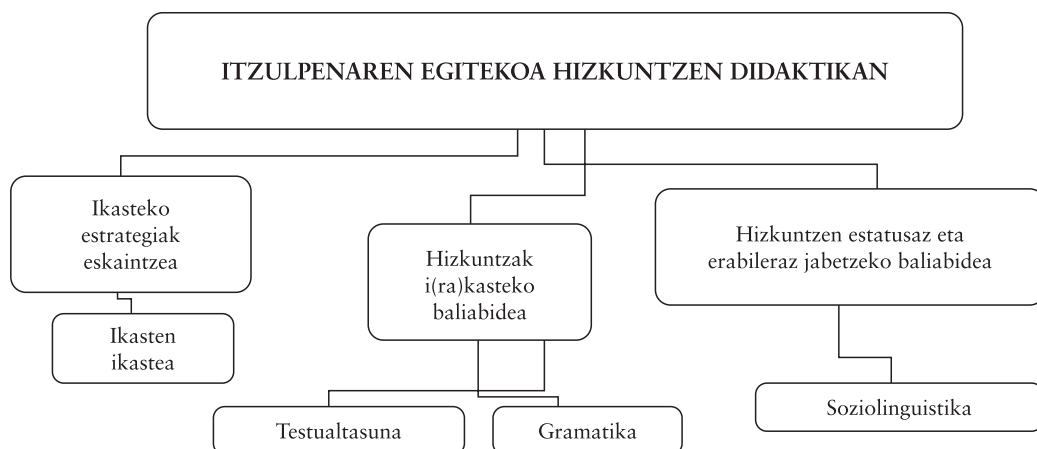 ITZULPENAREN EGITEKOA HIZKUNTZEN DIDAKTIKAN
Ikasteko
estrategiak
eskaintzea
Ikasten
ikastea
Hizkuntzak
i(ra)kasteko
baliabidea
Testualtasuna
Gramatika
Hizkuntzen estatusaz eta
erabileraz jabetzeko baliabidea
Soziolinguistika